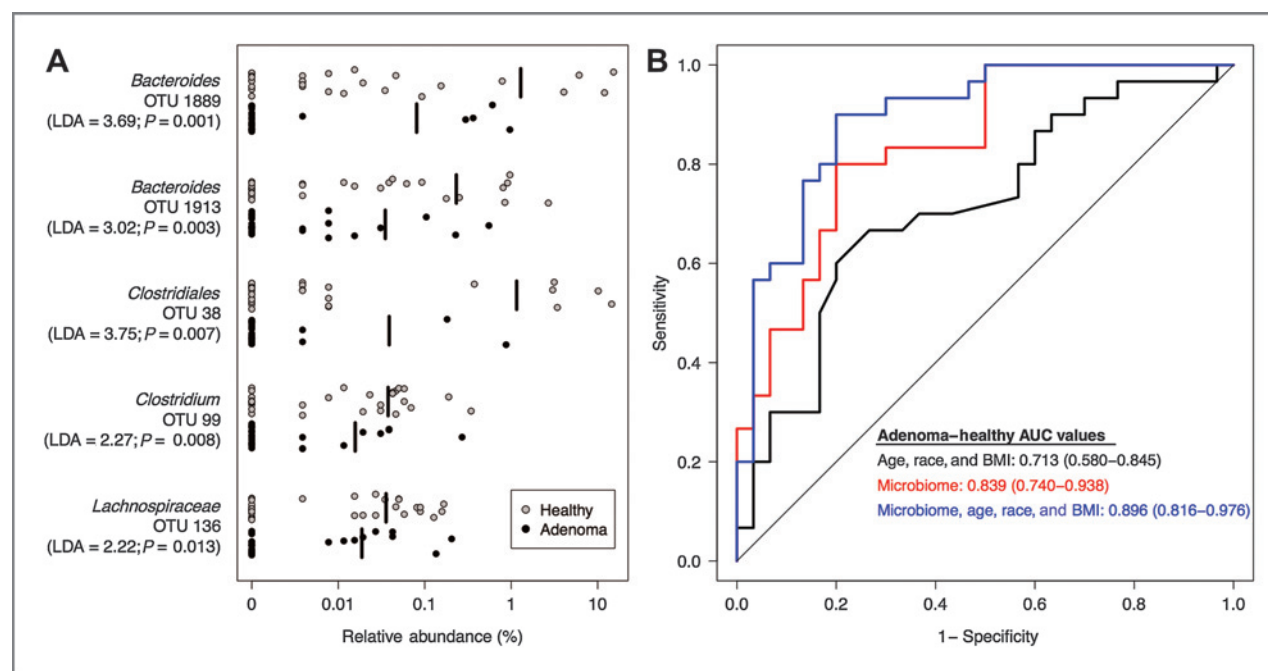 A
Bacteroides
OTU 1889
(LDA = 3.69; P = 0.001)
Bacteroides
OTU 1913
(LDA = 3.02; P = 0.003)
Clostridiales
OTU 38
(LDA = 3.75; P = 0.007)
Clostridium
OTU 99
(LDA = 2.27; P = 0.008)
Lachnospiraceae
OTU 136
(LDA = 2.22; P = 0.013)
Healthy
Adenoma
0 0.01 0.1 1 10
Relative abundance (%)
B
1.0
0.8
0.6
0.4
0.2
0.0
Sensitivity
Adenoma–healthy AUC values
Age, race, and BMI: 0.713 (0.580–0.845)
Microbiome: 0.839 (0.740–0.938)
Microbiome, age, race, and BMI: 0.896 (0.816–0.976)
0.0 0.2 0.4 0.6 0.8 1.0
1– Specificity